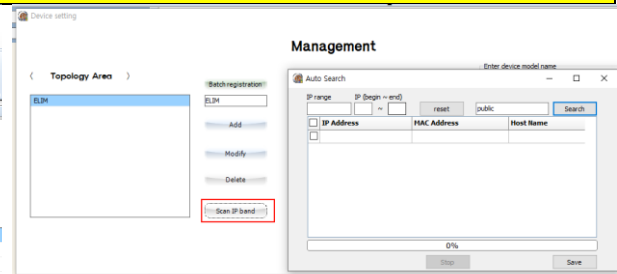 Device setting
Management
Enter device model name
( Topology Area )
Batch registration
ELIM
ELIM
Add
Modify
Delete
Scan IP band
Auto Search
IP range IP (begin ~ end)
~ reset public Search
IP Address MAC Address Host Name
0%
Stop Save